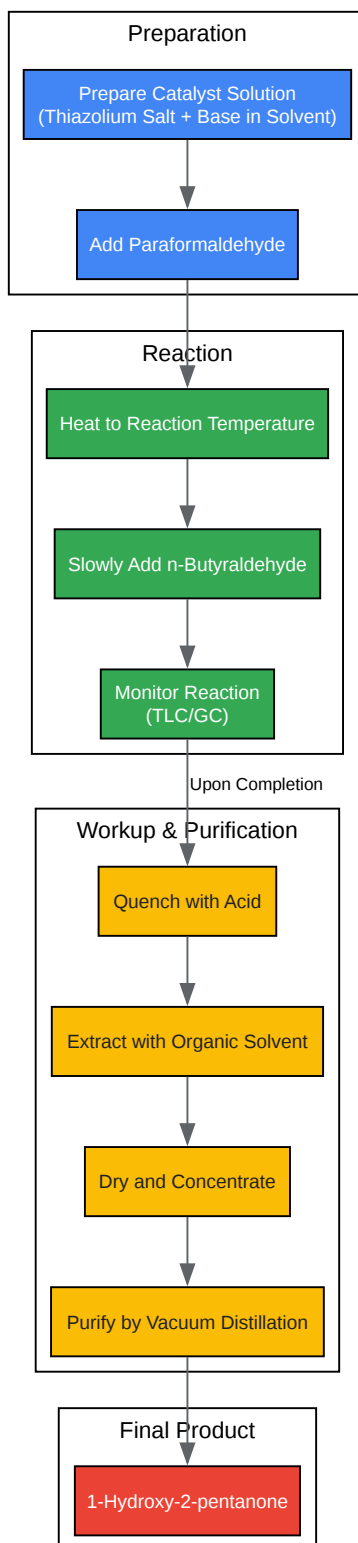 Preparation
Prepare Catalyst Solution
(Thiazolium Salt + Base in Solvent)
Add Paraformaldehyde
Reaction
Heat to Reaction Temperature
Slowly Add n-Butyraldehyde
Monitor Reaction
(TLC/GC)
Upon Completion
Workup & Purification
Quench with Acid
Extract with Organic Solvent
Dry and Concentrate
Purify by Vacuum Distillation
Final Product
1-Hydroxy-2-pentanone